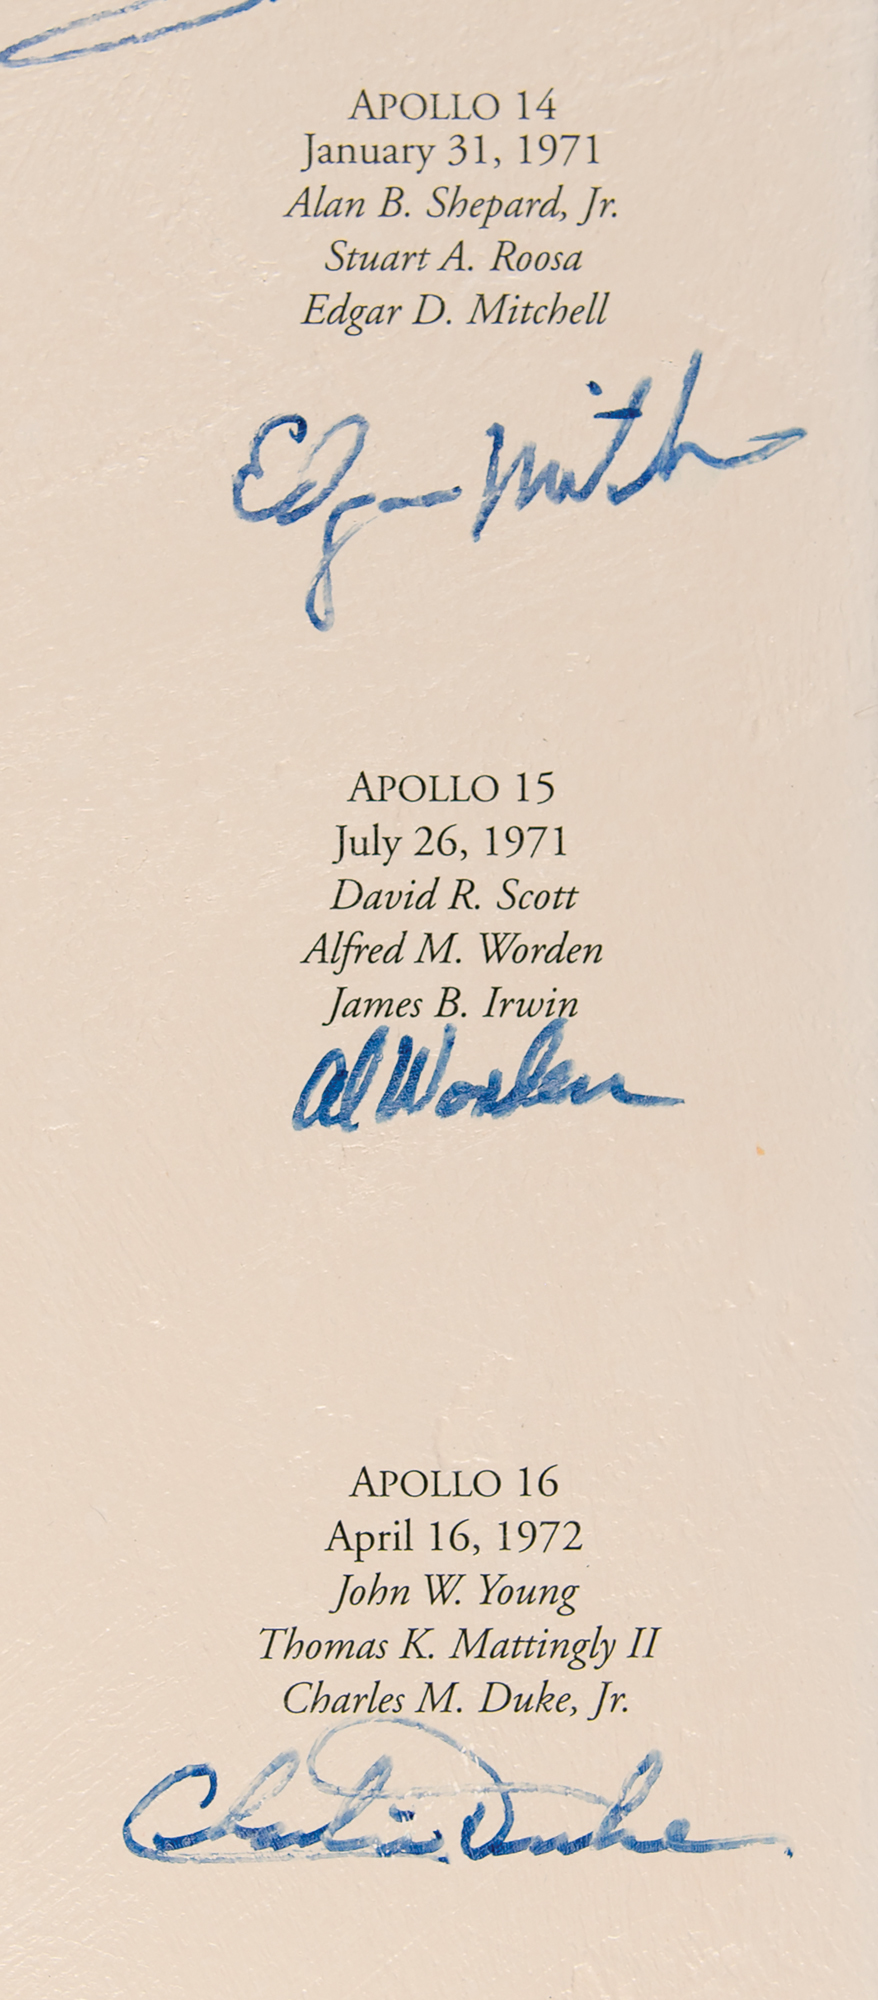 APOLLO 14
January 31, 1971
Alan B. Shepard, Jr.
Stuart A. Roosa
Edgar D. Mitchell
Edgar Mitchell
APOLLO 15
July 26, 1971
David R. Scott
Alfred M. Worden
James B. Irwin
Al Worden
APOLLO 16
April 16, 1972
John W. Young
Thomas K. Mattingly II
Charles M. Duke, Jr.
Charlie Duke